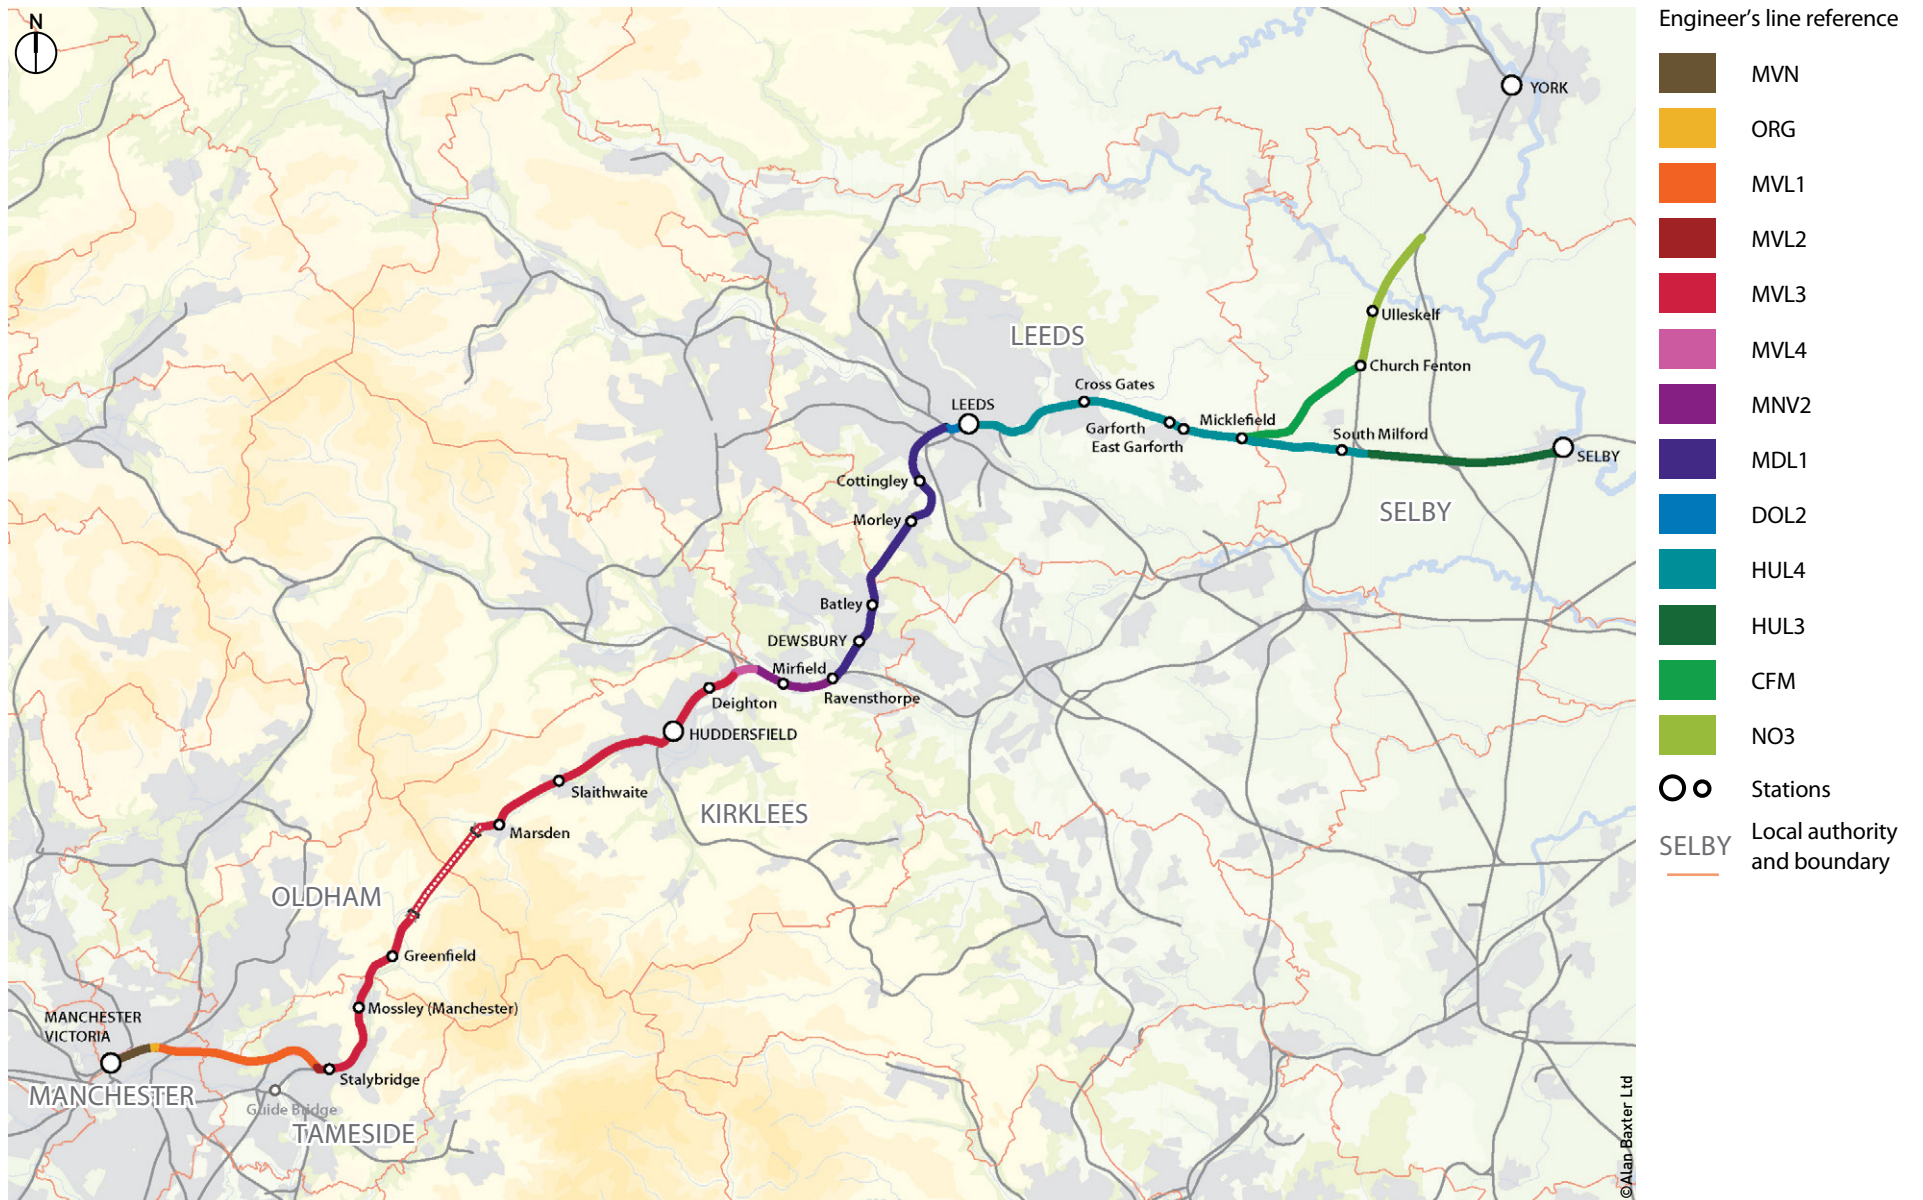 N
YORK
Ulleskelf
LEEDS
Church Fenton
Cross Gates
LEEDS
Garforth
Micklefield
East Garforth
South Milford
SELBY
Cottingley
SELBY
Morley
Batley
DEWSBURY
Mirfield
Ravensthorpe
Deighton
HUDDERSFIELD
Slaithwaite
KIRKLEES
Marsden
OLDHAM
Greenfield
Mossley (Manchester)
MANCHESTER
VICTORIA
Stalybridge
MANCHESTER
Guide Bridge
TAMESIDE
©Alan Baxter Ltd
Engineer's line reference
MVN
ORG
MVL1
MVL2
MVL3
MVL4
MNV2
MDL1
DOL2
HUL4
HUL3
CFM
NO3
Stations
SELBY
Local authority
and boundary